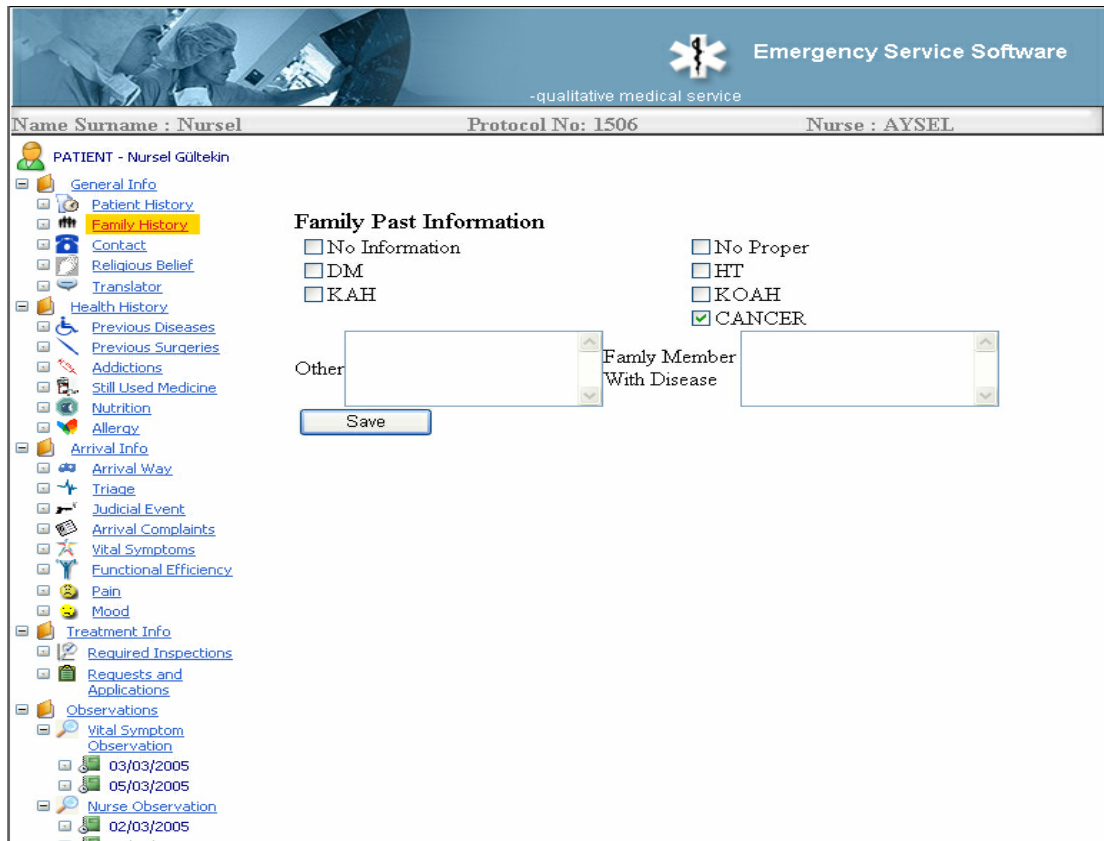 Emergency Service Software
-qualitative medical service
Name Surname : Nursel Protocol No: 1506 Nurse : AYSEL
PATIENT - Nursel Gültekin
General Info
Patient History
Family History
Contact
Religious Belief
Translator
Health History
Previous Diseases
Previous Surgeries
Addictions
Still Used Medicine
Nutrition
Allergy
Arrival Info
Arrival Way
Triage
Judicial Event
Arrival Complaints
Vital Symptoms
Functional Efficiency
Pain
Mood
Treatment Info
Required Inspections
Requests and
Applications
Observations
Vital Symptom
Observation
03/03/2005
05/03/2005
Nurse Observation
02/03/2005
Family Past Information
No Information No Proper
DM HT
KAH KOAH
CANCER
Other
Famly Member
With Disease
Save